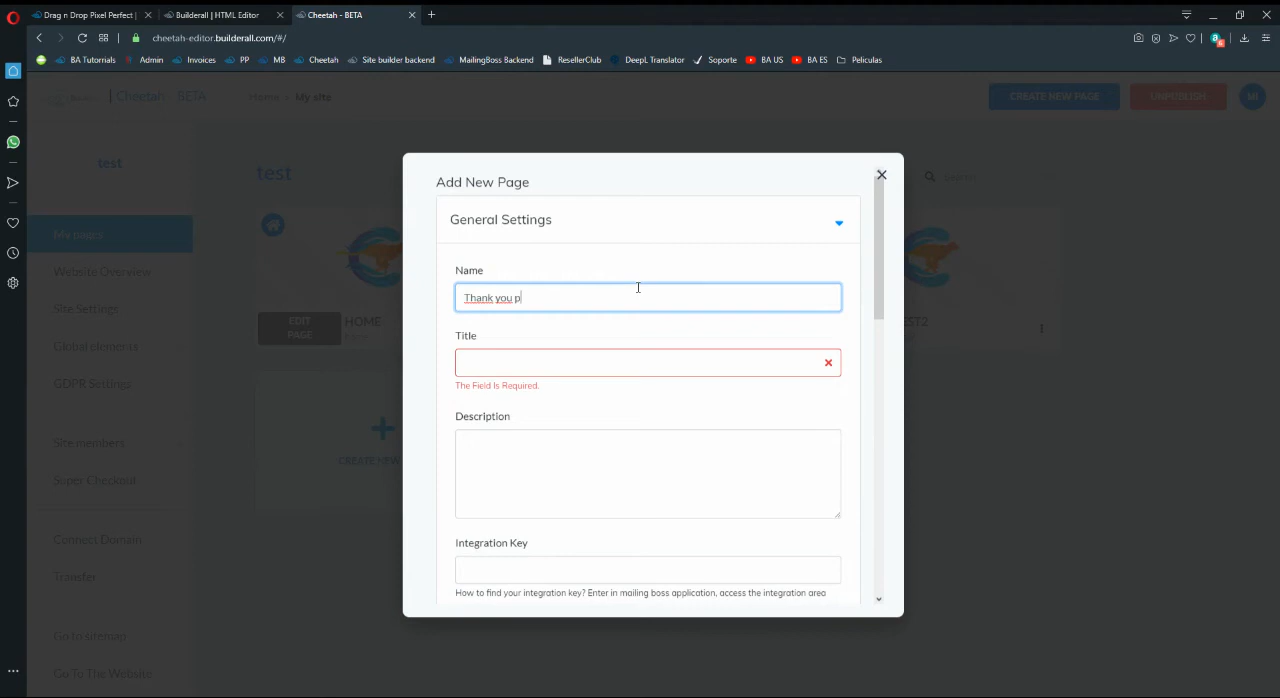 Drag n Drop Pixel Perfect |
Builderall | HTML Editor
Cheetah - BETA
cheetah-editor.builderall.com/#/
BA Tutorrials
Admin
Invoices
PP
MB
Cheetah
Site builder backend
MailingBoss Backend
ResellerClub
DeepL Translator
Soporte
BA US
BA ES
Peliculas
| Cheetah BETA
Home
My site
CREATE NEW PAGE
UNPUBLISH
MI
test
test
Search
My pages
Website Overview
Site Settings
Global elements
GDPR Settings
Site members
Super Checkout
Connect Domain
Transfer
Go to sitemap
Go To The Website
EDIT
PAGE
HOME
CREATE NEW
Add New Page
General Settings
Name
Thank you p
Title
The Field Is Required.
Description
Integration Key
How to find your integration key? Enter in mailing boss application, access the integration area